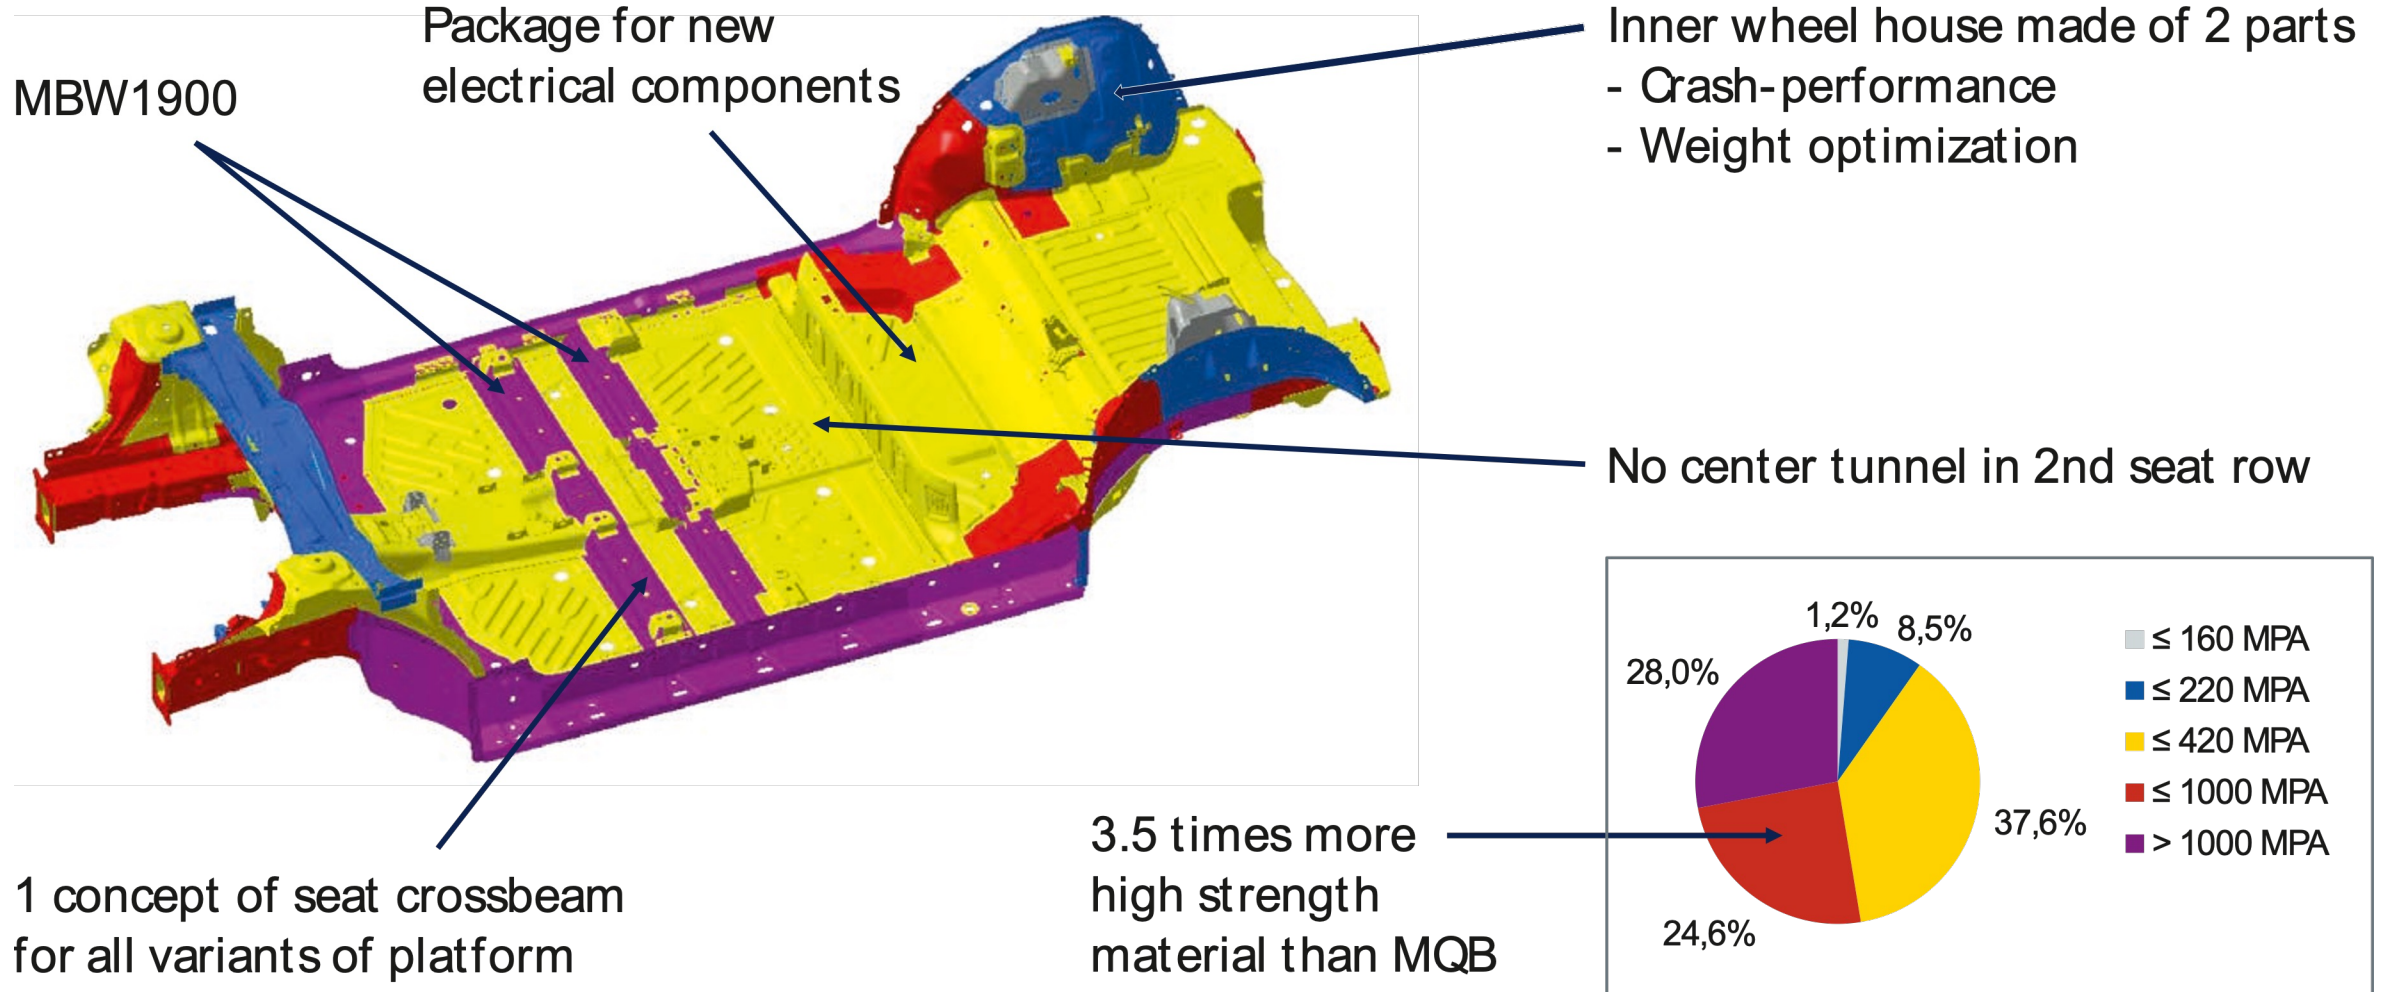 Package for new
electrical components
MBW1900
Inner wheel house made of 2 parts
- Crash-performance
- Weight optimization
No center tunnel in 2nd seat row
1 concept of seat crossbeam
for all variants of platform
3.5 times more
high strength
material than MQB
1,2%
8,5%
28,0%
37,6%
24,6%
≤ 160 MPA
≤ 220 MPA
≤ 420 MPA
≤ 1000 MPA
> 1000 MPA